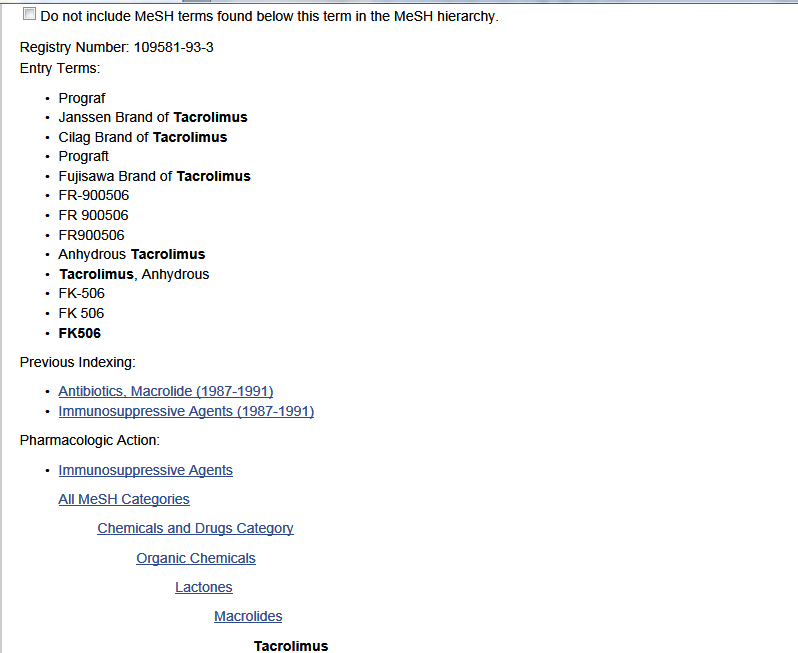 Do not include MeSH terms found below this term in the MeSH hierarchy.
Registry Number: 109581-93-3
Entry Terms:
• Prograf
• Janssen Brand of Tacrolimus
• Cilag Brand of Tacrolimus
• Prograft
• Fujisawa Brand of Tacrolimus
• FR-900506
• FR 900506
• FR900506
• Anhydrous Tacrolimus
• Tacrolimus, Anhydrous
• FK-506
• FK 506
• FK506
Previous Indexing:
• Antibiotics, Macrolide (1987-1991)
• Immunosuppressive Agents (1987-1991)
Pharmacologic Action:
• Immunosuppressive Agents
All MeSH Categories
Chemicals and Drugs Category
Organic Chemicals
Lactones
Macrolides
Tacrolimus